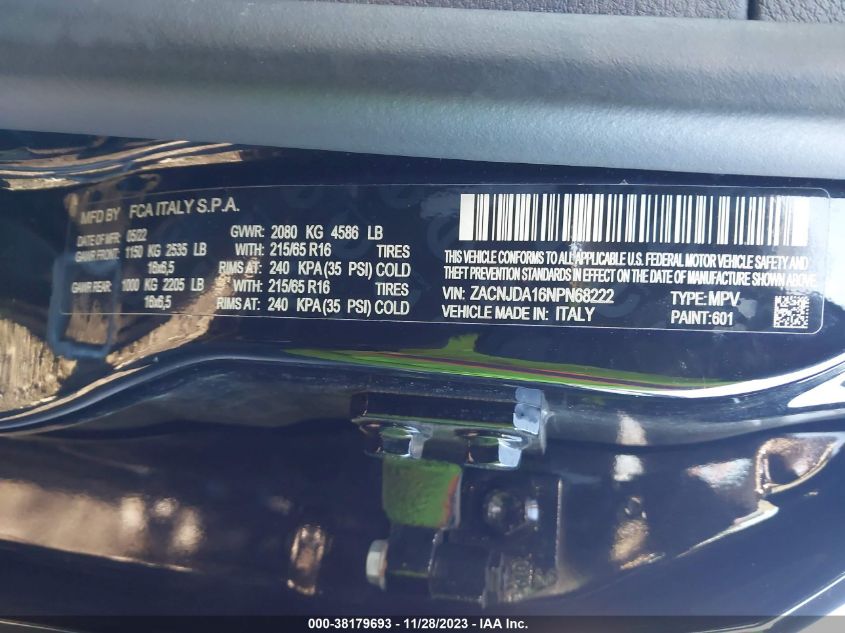 MFD BY FCA ITALY S.P.A.
DATE OF MFR 05/22 GVWR: 2080 KG 4586 LB
GAWR FRONT: 1150 KG 2535 LB WITH: 215/65 R16 TIRES
16x6,5 RIMS AT: 240 KPA (35 PSI) COLD
GAWR REAR: 1000 KG 2205 LB WITH: 215/65 R16 TIRES
16x6,5 RIMS AT: 240 KPA (35 PSI) COLD
THIS VEHICLE CONFORMS TO ALL APPLICABLE U.S. FEDERAL MOTOR VEHICLE SAFETY AND
THEFT PREVENTION STANDARDS IN EFFECT ON THE DATE OF MANUFACTURE SHOWN ABOVE
VIN: ZACNJDA16NPN68222 TYPE: MPV
VEHICLE MADE IN: ITALY PAINT:601
000-38179693 - 11/28/2023 - IAA Inc.